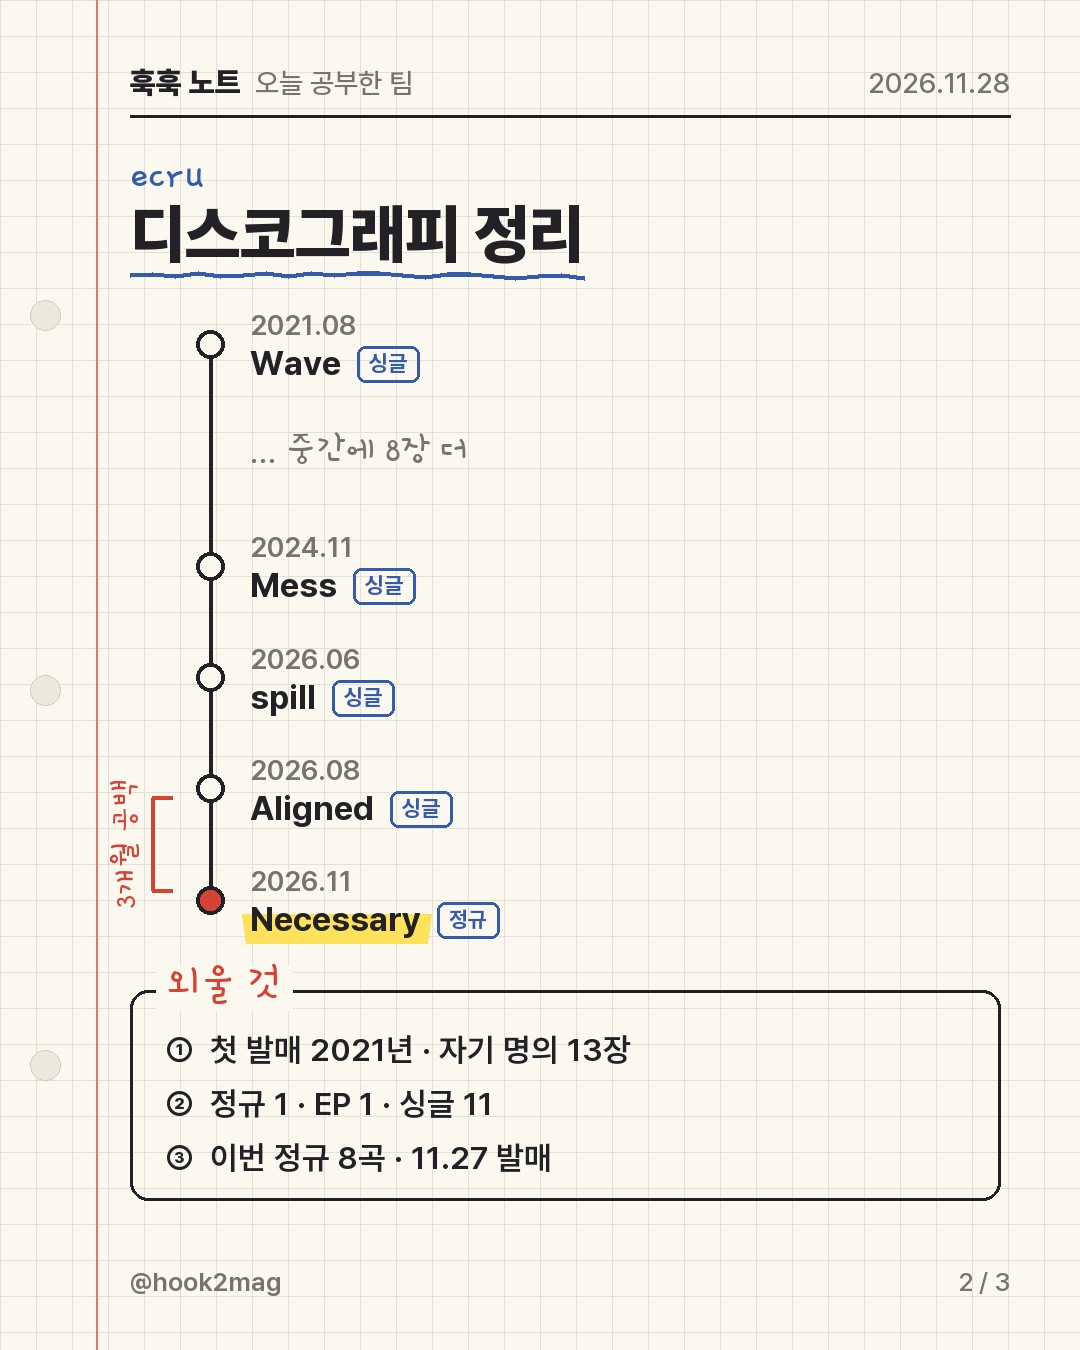 훅훅 노트 오늘 공부한 팀 2026.11.28
ecru
디스코그래피 정리
2021.08
Wave 싱글
... 중간에 8장 더
2024.11
Mess 싱글
2026.06
spill 싱글
2026.08
Aligned 싱글
3개월 공백
2026.11
Necessary 정규
외울 것
① 첫 발매 2021년 · 자기 명의 13장
② 정규 1 · EP 1 · 싱글 11
③ 이번 정규 8곡 · 11.27 발매
@hook2mag 2 / 3